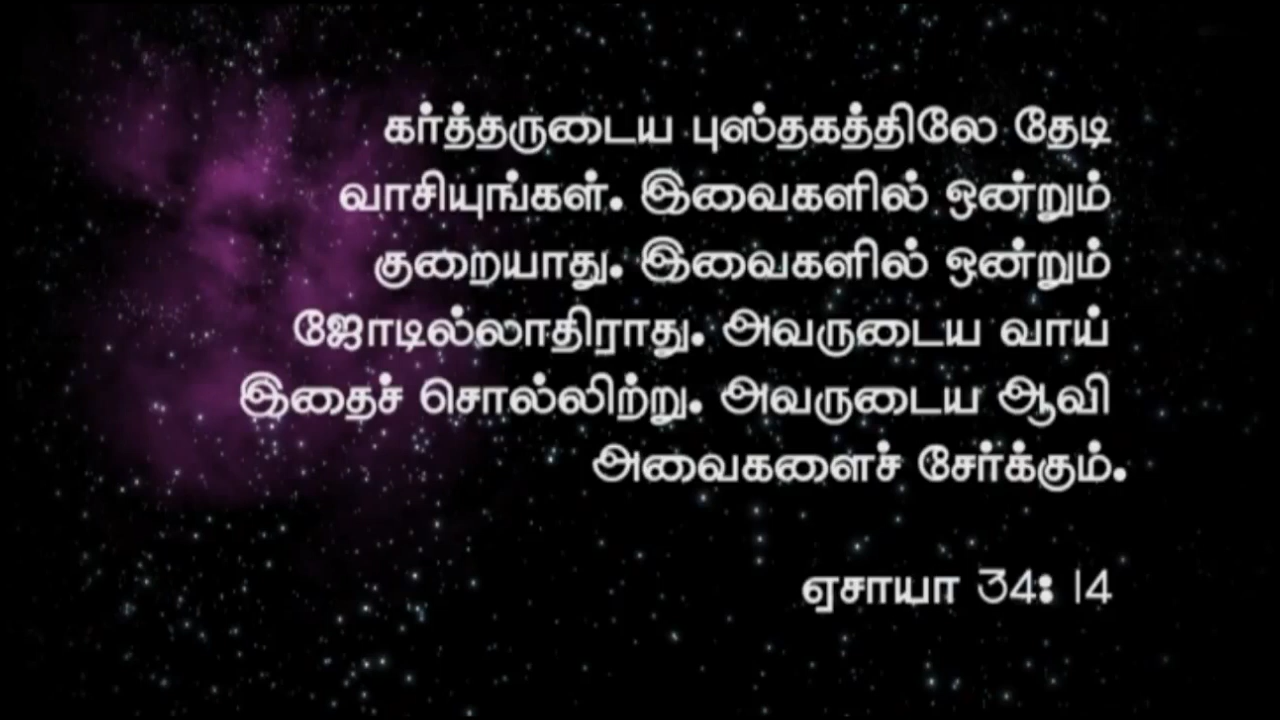 கர்த்தருடைய புஸ்தகத்திலே தேடி
வாசியுங்கள். இவைகளில் ஒன்றும்
குறையாது. இவைகளில் ஒன்றும்
ஜோடில்லாதிராது. அவருடைய வாய்
இதைச் சொல்லிற்று. அவருடைய ஆவி
அவைகளைச் சேர்க்கும்.
ஏசாயா 34: 14